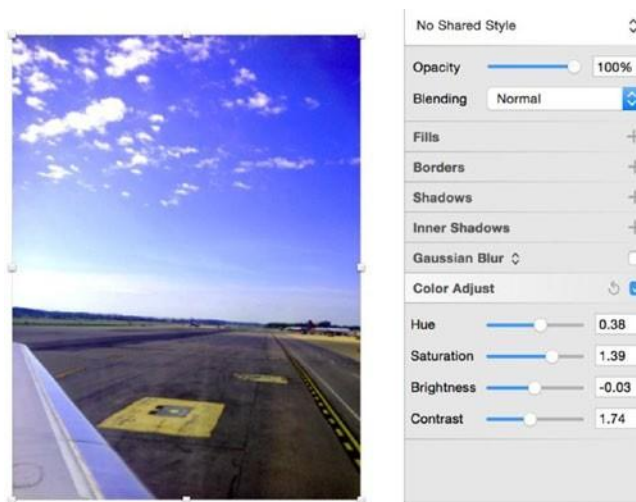 No Shared Style
Opacity 100%
Blending Normal
Fills
Borders
Shadows
Inner Shadows
Gaussian Blur
Color Adjust
Hue 0.38
Saturation 1.39
Brightness -0.03
Contrast 1.74